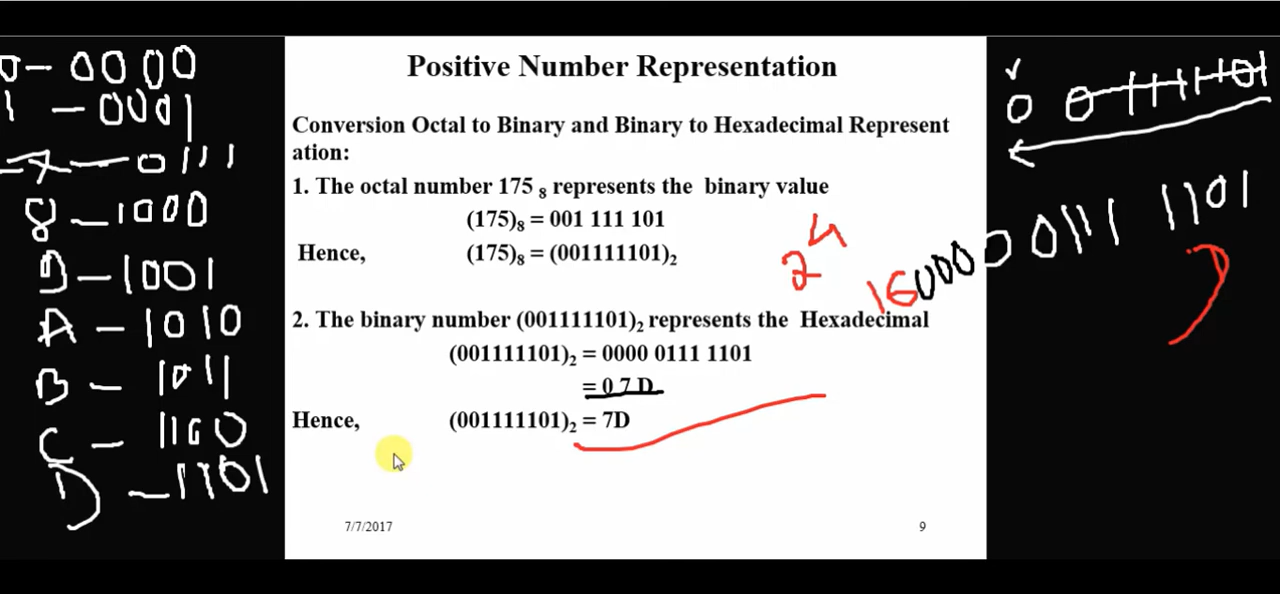 0 - 0000
1 - 0001
7 - 0111
8 - 1000
9 - 1001
A - 1010
B - 1011
C - 1100
D - 1101
Positive Number Representation
Conversion Octal to Binary and Binary to Hexadecimal Represent
ation:
1. The octal number 175 ₈ represents the binary value
(175)₈ = 001 111 101
Hence, (175)₈ = (001111101)₂
2. The binary number (001111101)₂ represents the Hexadecimal
(001111101)₂ = 0000 0111 1101
= 0 7 D
Hence, (001111101)₂ = 7D
7/7/2017 9
2⁴
16
0 01111101
0000 0111 1101
D